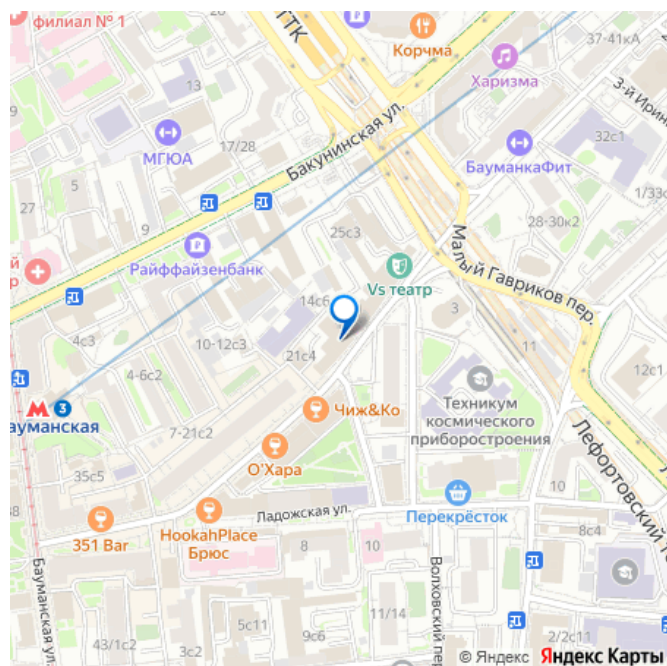 филиал № 1
ТТК
Корчма
37-41кА
Харизма
3-й Ирин
МГЮА
17/28
Бакунинская ул.
32с1
БауманкаФит
5
1/33с
27
9
28-30к2
25с3
Райффайзенбанк
Vs театр
Малый Гавриков пер.
14с6
3
4с3
10-12с3
21с4
11
12с1
4-6с2
3
ауманская
Чиж&Ко
Техникум
космического
приборостроения
7-21с2
О'Хара
Лефортовский
35с5
10
Ладожская ул.
Перекрёсток
HookahPlace
Брюс
351 Bar
8с4
8
10
Бауманская ул.
Волховский пер.
5с11
11/14
43/1с2
3с2
9с6
2/2с11
© Яндекс Яндекс Карты